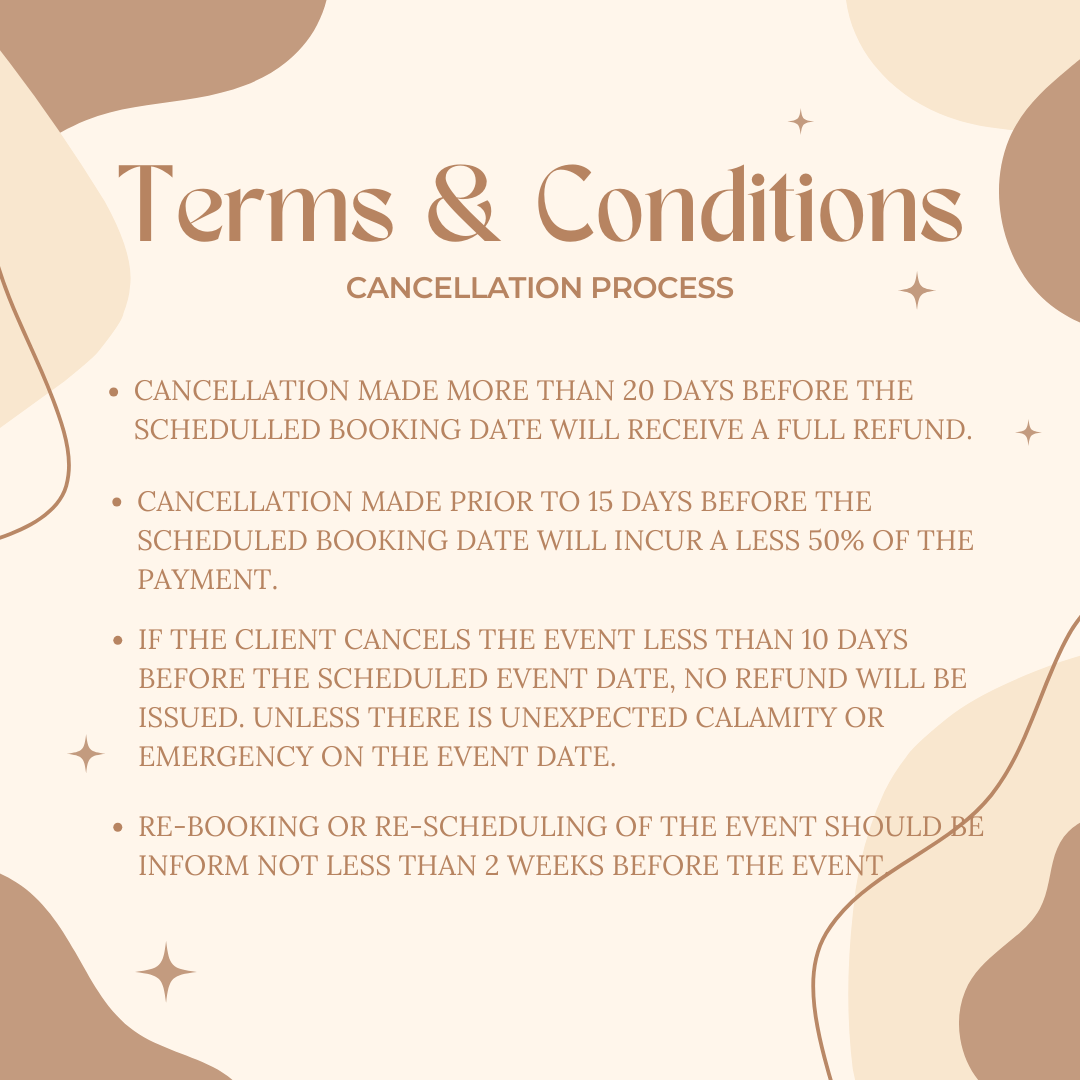 Terms & Conditions
CANCELLATION PROCESS
• CANCELLATION MADE MORE THAN 20 DAYS BEFORE THE
SCHEDULLED BOOKING DATE WILL RECEIVE A FULL REFUND.
• CANCELLATION MADE PRIOR TO 15 DAYS BEFORE THE
SCHEDULED BOOKING DATE WILL INCUR A LESS 50% OF THE
PAYMENT.
• IF THE CLIENT CANCELS THE EVENT LESS THAN 10 DAYS
BEFORE THE SCHEDULED EVENT DATE, NO REFUND WILL BE
ISSUED. UNLESS THERE IS UNEXPECTED CALAMITY OR
EMERGENCY ON THE EVENT DATE.
• RE-BOOKING OR RE-SCHEDULING OF THE EVENT SHOULD BE
INFORM NOT LESS THAN 2 WEEKS BEFORE THE EVENT.